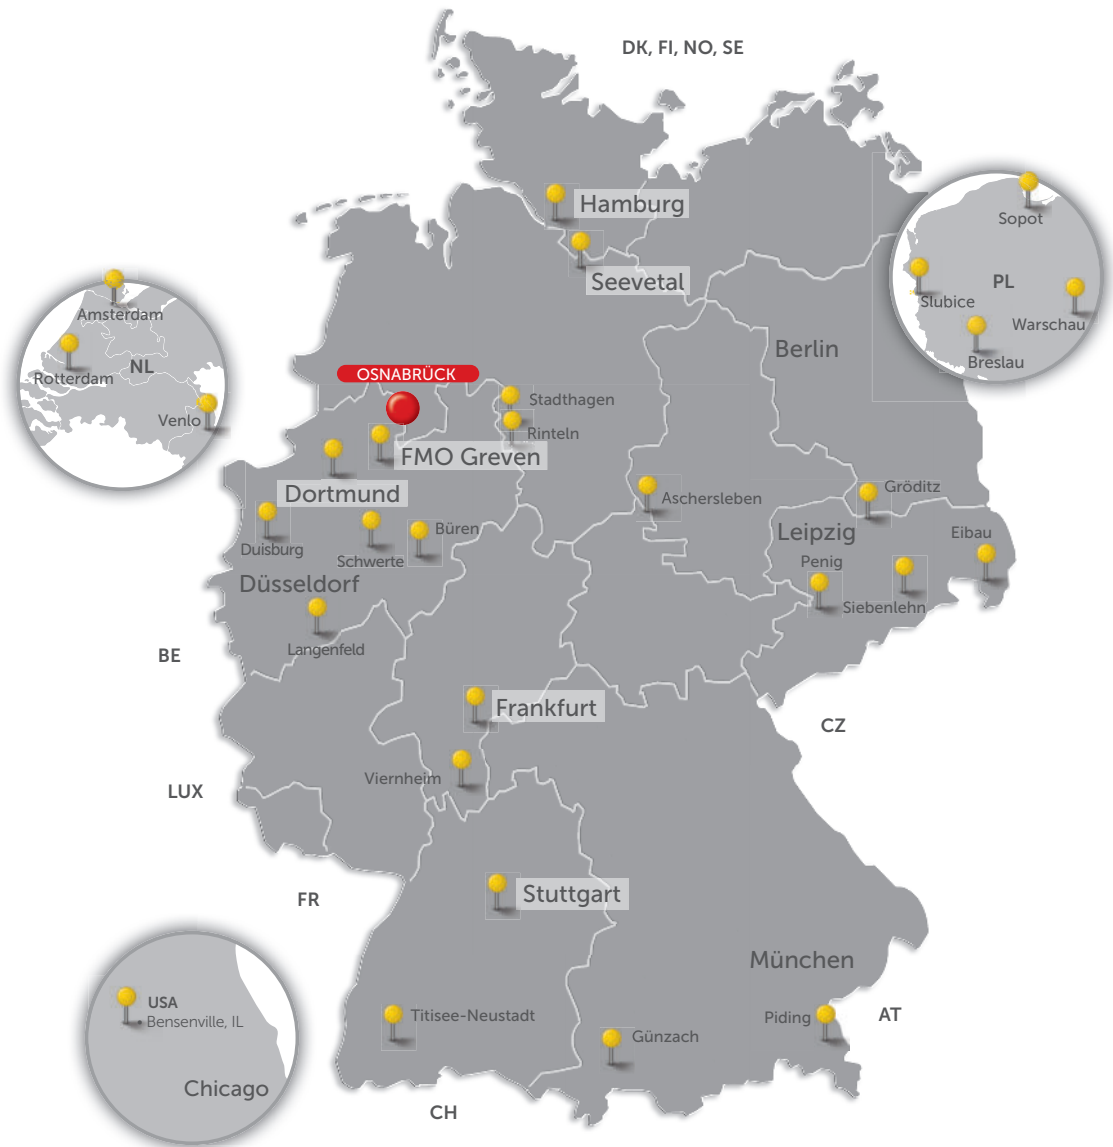 DK, FI, NO, SE
Hamburg
Sopot
Seevetal
PL
Slubice
Amsterdam
Warschau
Berlin
Breslau
NL
Rotterdam
OSNABRÜCK
Stadthagen
Venlo
Rinteln
FMO Greven
Dortmund
Aschersleben
Gröditz
Büren
Leipzig
Eibau
Duisburg
Schwerte
Penig
Düsseldorf
Siebenlehn
Langenfeld
BE
Frankfurt
CZ
Viernheim
LUX
Stuttgart
FR
München
USA
Titisee-Neustadt
Piding
AT
Bensenville, IL
Günzach
Chicago
CH